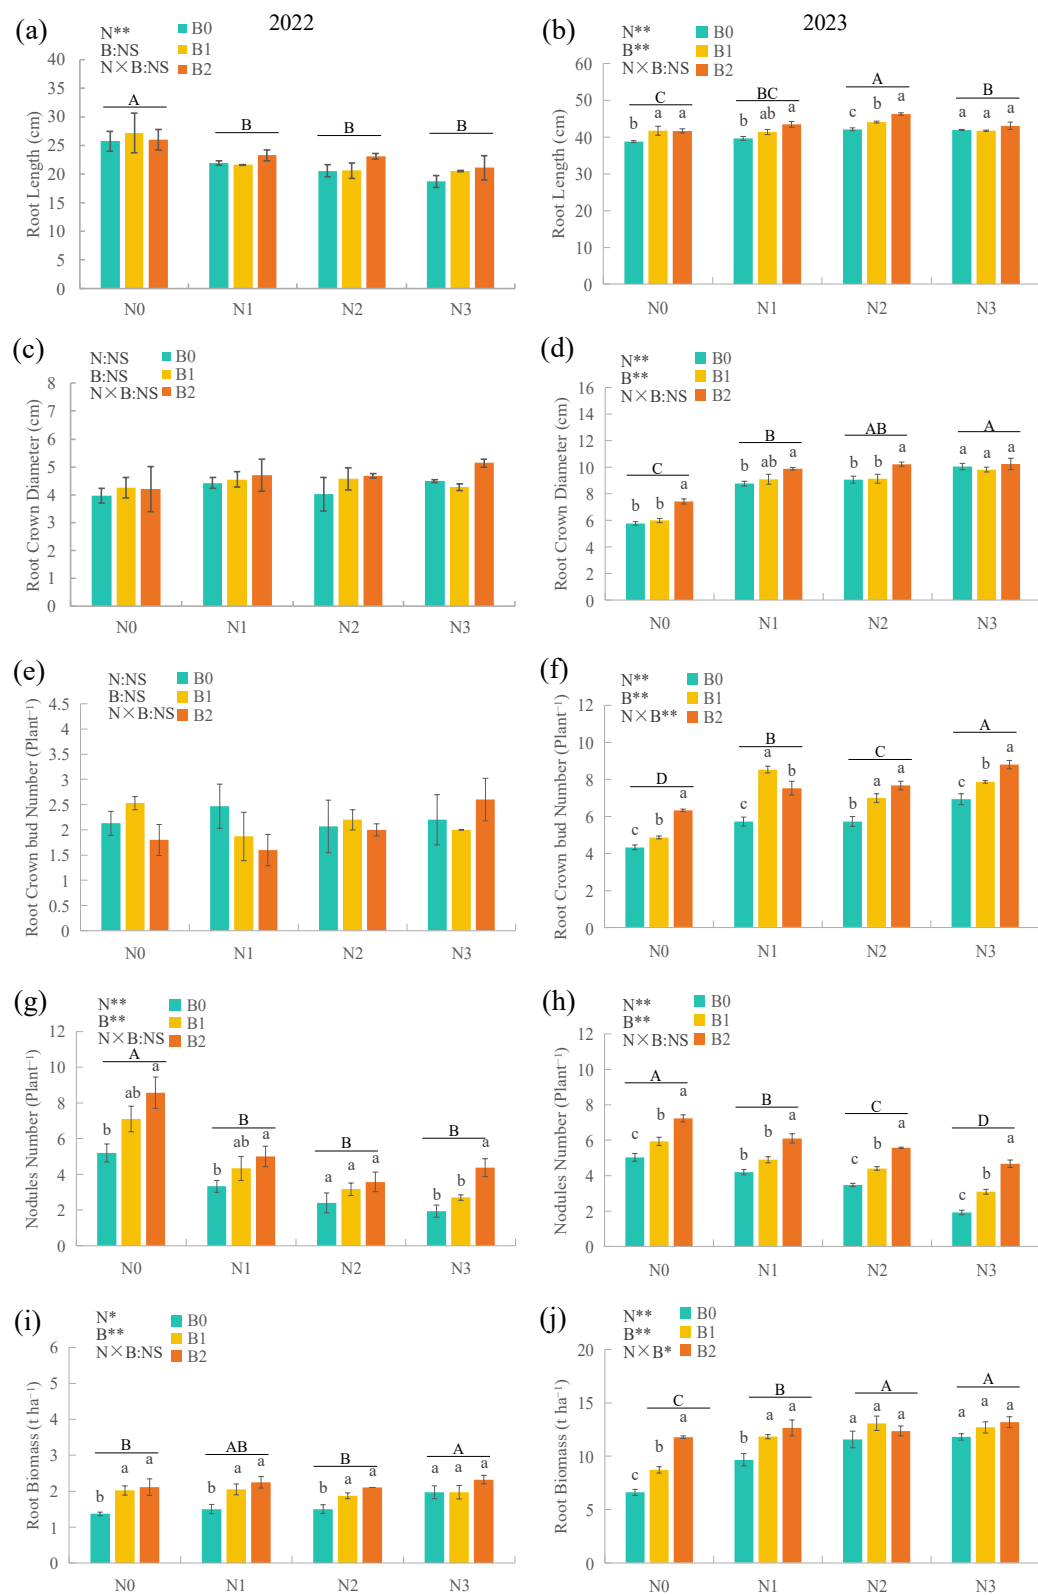 2022
2023
(a)
N**
B:NS
N×B:NS
B0
B1
B2
Root Length (cm)
40
35
30
25
20
15
10
5
0
A
B
B
B
N0
N1
N2
N3
(b)
N**
B**
N×B:NS
B0
B1
B2
Root Length (cm)
60
50
40
30
20
10
0
C
BC
A
B
b a a
b ab a
c b a
a a a
N0
N1
N2
N3
(c)
N:NS
B:NS
N×B:NS
B0
B1
B2
Root Crown Diameter (cm)
8
7
6
5
4
3
2
1
0
N0
N1
N2
N3
(d)
N**
B**
N×B:NS
B0
B1
B2
Root Crown Diameter (cm)
16
14
12
10
8
6
4
2
0
C
B
AB
A
b b a
b ab a
b b a
a a a
N0
N1
N2
N3
(e)
N:NS
B:NS
N×B:NS
B0
B1
B2
Root Crown bud Number (Plant⁻¹)
4.5
4
3.5
3
2.5
2
1.5
1
0.5
0
N0
N1
N2
N3
(f)
N**
B**
N×B**
B0
B1
B2
Root Crown bud Number (Plant⁻¹)
12
10
8
6
4
2
0
D
B
C
A
c b a
c a b
b a a
c b a
N0
N1
N2
N3
(g)
N**
B**
N×B:NS
B0
B1
B2
Nodules Number (Plant⁻¹)
12
10
8
6
4
2
0
A
B
B
B
b ab a
b ab a
a a a
b b a
N0
N1
N2
N3
(h)
N**
B**
N×B:NS
B0
B1
B2
Nodules Number (Plant⁻¹)
12
10
8
6
4
2
0
A
B
C
D
c b a
c b a
c b a
c b a
N0
N1
N2
N3
(i)
N*
B**
N×B:NS
B0
B1
B2
Root Biomass (t ha⁻¹)
6
5
4
3
2
1
0
B
AB
B
A
b a a
b a a
b a a
a a a
N0
N1
N2
N3
(j)
N**
B**
N×B*
B0
B1
B2
Root Biomass (t ha⁻¹)
20
15
10
5
0
C
B
A
A
c b a
b a a
a a a
a a a
N0
N1
N2
N3